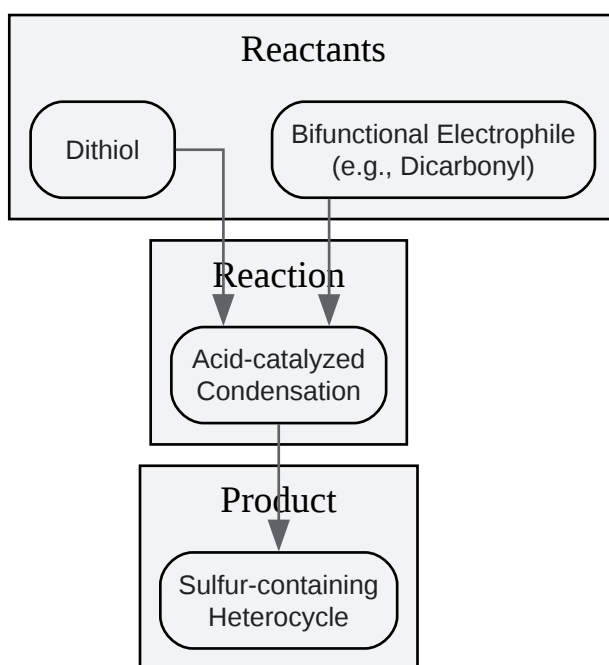 Reactants
Dithiol
Bifunctional Electrophile
(e.g., Dicarbonyl)
Reaction
Acid-catalyzed
Condensation
Product
Sulfur-containing
Heterocycle